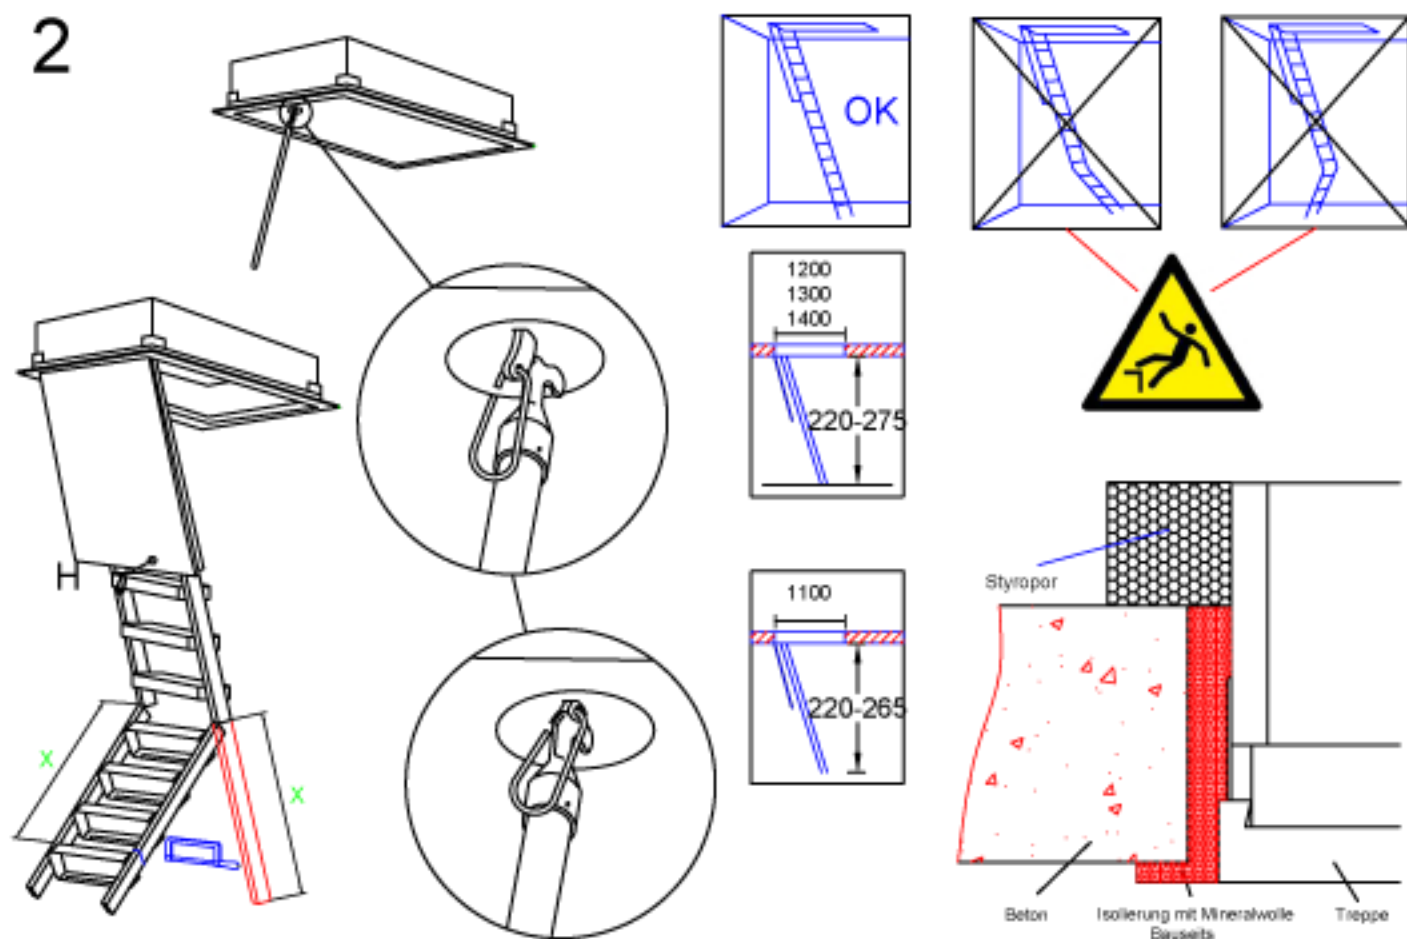 2
OK
1200
1300
1400
220-275
H
X
X
1100
220-265
Styropor
Beton
Isolierung mit Mineralwolle
Bauseits
Treppe